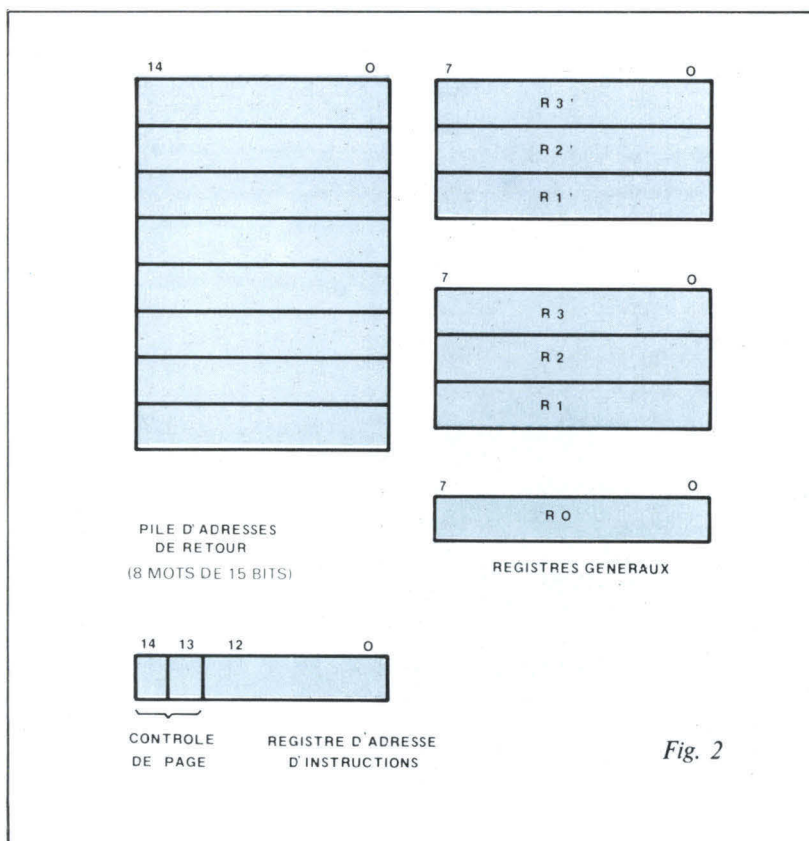 14 O
PILE D'ADRESSES
DE RETOUR
(8 MOTS DE 15 BITS)
7 O
R 3 '
R 2 '
R 1 '
7 O
R 3
R 2
R 1
7 O
R O
REGISTRES GENERAUX
14 13 12 O
CONTROLE
DE PAGE
REGISTRE D'ADRESSE
D'INSTRUCTIONS
Fig. 2